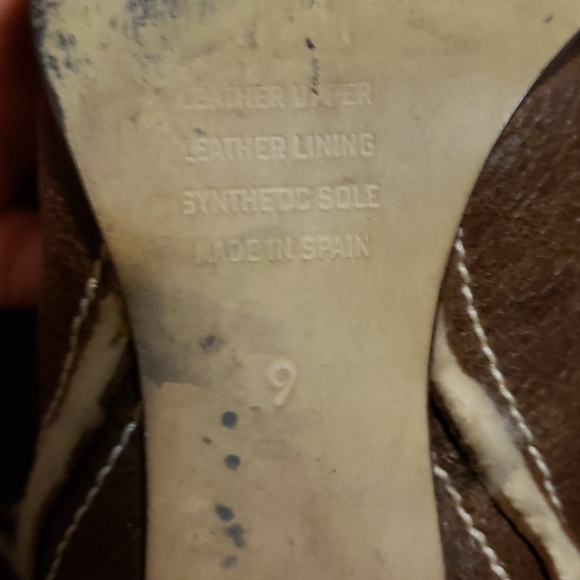 LEATHER UPPER
LEATHER LINING
SYNTHETIC SOLE
MADE IN SPAIN
9